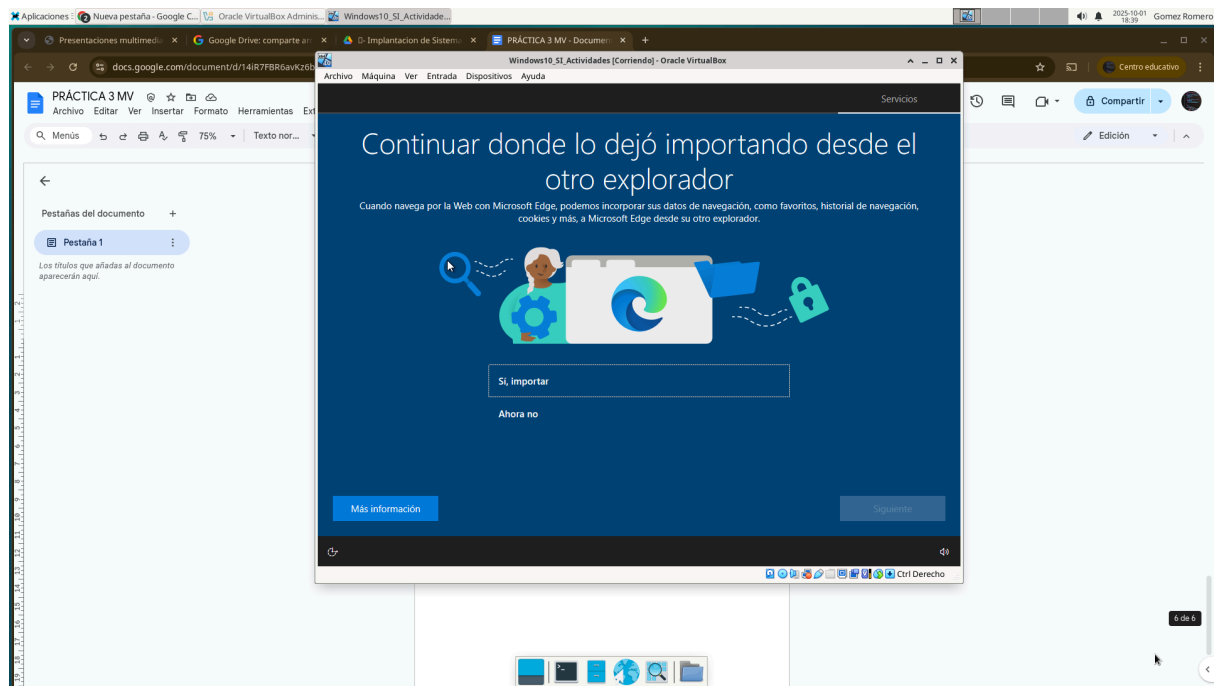 Aplicaciones
Nueva pestaña - Google C...
Oracle VirtualBox Adminis...
Windows10_SI_Actividade...
2025-10-01
18:39
Gomez Romero
Presentaciones multimedia
Google Drive: comparte ar
0- Implantacion de Sistema
PRÁCTICA 3 MV - Documen
docs.google.com/document/d/14iR7FBR6avKz6b
Centro educativo
PRÁCTICA 3 MV
Archivo Editar Ver Insertar Formato Herramientas Ext
Compartir
Menús
75%
Texto nor...
Edición
Pestañas del documento
Pestaña 1
Los títulos que añadas al documento
aparecerán aquí.
Windows10_SI_Actividades [Corriendo] - Oracle VirtualBox
Archivo Máquina Ver Entrada Dispositivos Ayuda
Servicios
Continuar donde lo dejó importando desde el
otro explorador
Cuando navega por la Web con Microsoft Edge, podemos incorporar sus datos de navegación, como favoritos, historial de navegación,
cookies y más, a Microsoft Edge desde su otro explorador.
Sí, importar
Ahora no
Más información
Siguiente
Ctrl Derecho
6 de 6